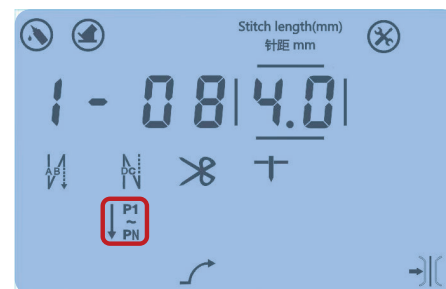 Stitch length(mm)
针距 mm
1-08 4.0
AB DC
P1
~
PN